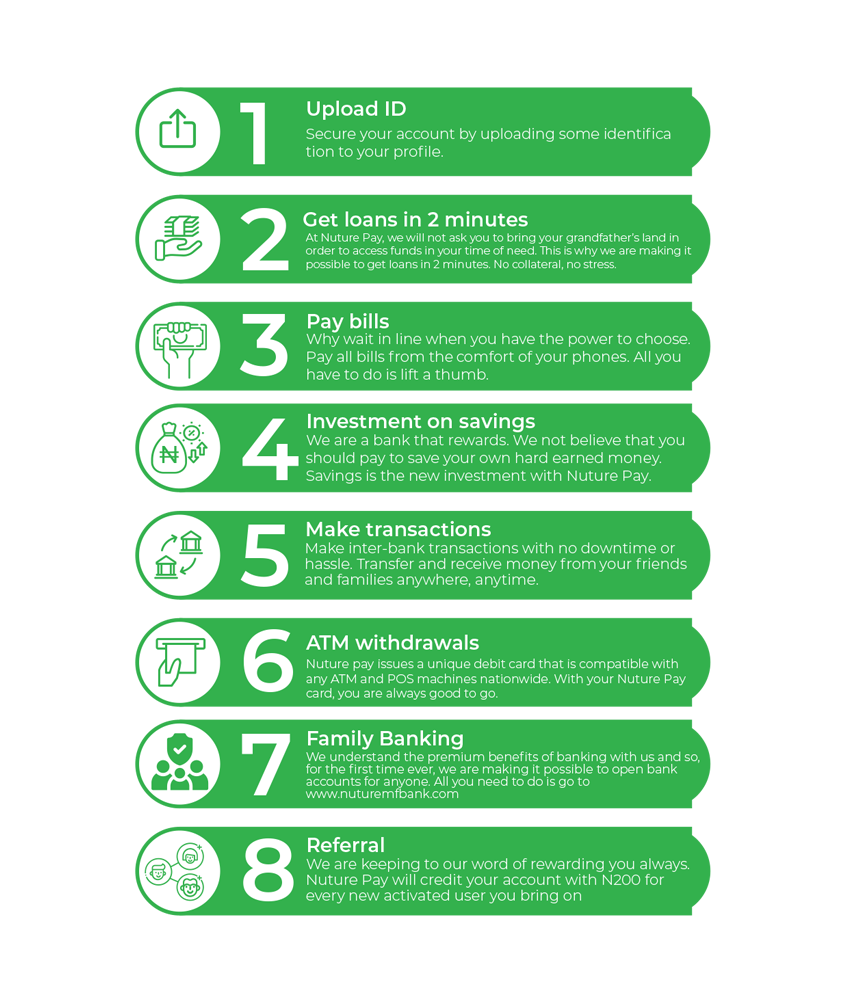 1
Upload ID
Secure your account by uploading some identifica
tion to your profile.
2
Get loans in 2 minutes
At Nuture Pay, we will not ask you to bring your grandfather's land in
order to access funds in your time of need. This is why we are making it
possible to get loans in 2 minutes. No collateral, no stress.
3
Pay bills
Why wait in line when you have the power to choose.
Pay all bills from the comfort of your phones. All you
have to do is lift a thumb.
₦
4
Investment on savings
We are a bank that rewards. We not believe that you
should pay to save your own hard earned money.
Savings is the new investment with Nuture Pay.
5
Make transactions
Make inter-bank transactions with no downtime or
hassle. Transfer and receive money from your friends
and families anywhere, anytime.
6
ATM withdrawals
Nuture pay issues a unique debit card that is compatible with
any ATM and POS machines nationwide. With your Nuture Pay
card, you are always good to go.
7
Family Banking
We understand the premium benefits of banking with us and so,
for the first time ever, we are making it possible to open bank
accounts for anyone. All you need to do is go to
www.nuturemfbank.com
8
Referral
We are keeping to our word of rewarding you always.
Nuture Pay will credit your account with N200 for
every new activated user you bring on